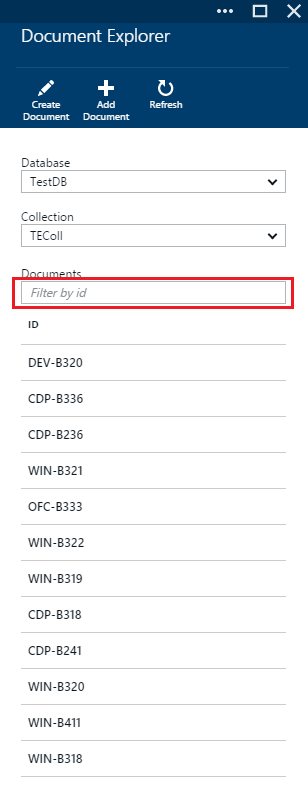 Document Explorer
Create Document
Add Document
Refresh
Database
TestDB
Collection
TEColl
Documents
Filter by id
ID
DEV-B320
CDP-B336
CDP-B236
WIN-B321
OFC-B333
WIN-B322
WIN-B319
CDP-B318
CDP-B241
WIN-B320
WIN-B411
WIN-B318